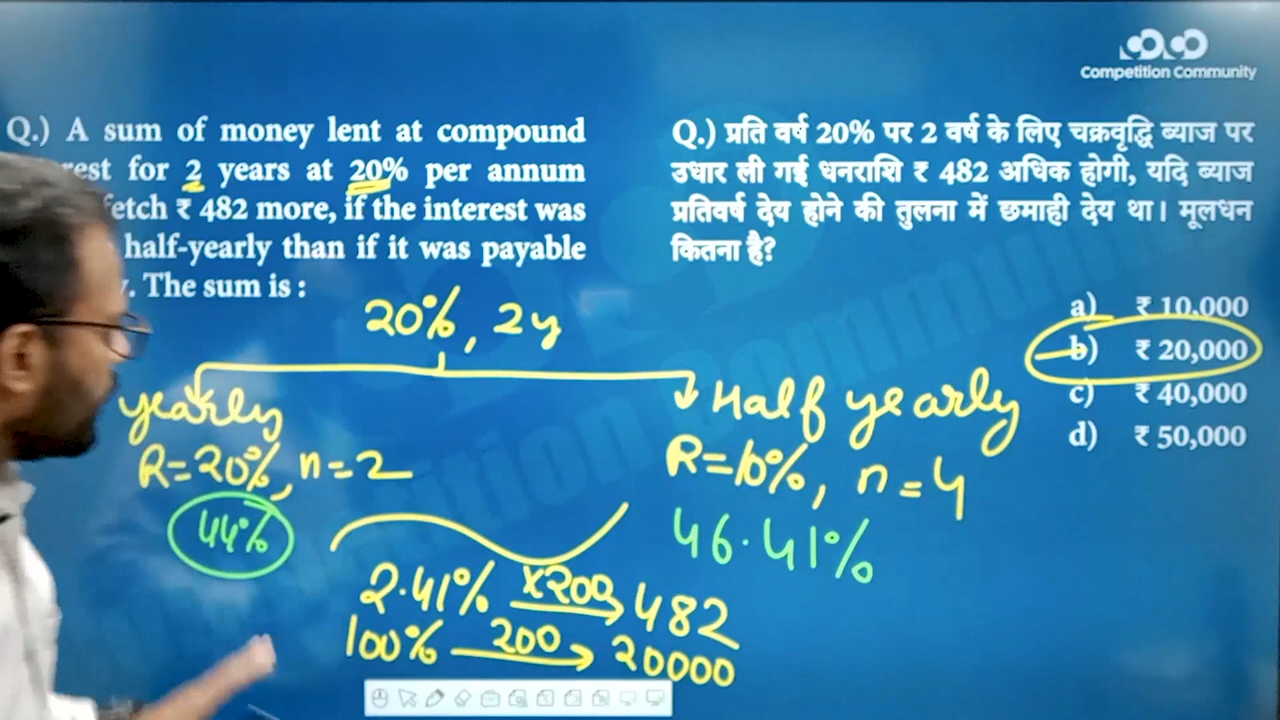 Competition Community
Q.) A sum of money lent at compound
rest for 2 years at 20% per annum
fetch ₹ 482 more, if the interest was
half-yearly than if it was payable
. The sum is :
Q.) प्रति वर्ष 20% पर 2 वर्ष के लिए चक्रवृद्धि ब्याज पर
उधार ली गई धनराशि ₹ 482 अधिक होगी, यदि ब्याज
प्रतिवर्ष देय होने की तुलना में छमाही देय था। मूलधन
कितना है?
a) ₹ 10,000
b) ₹ 20,000
c) ₹ 40,000
d) ₹ 50,000
20%, 2y
yearly
R=20%, n=2
44%
Half yearly
R=10%, n=4
46.41%
2.41% ×200 482
100% 200 20000